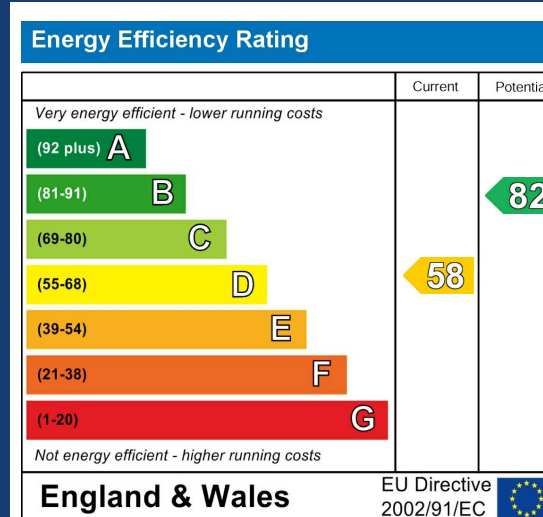 Energy Efficiency Rating
Current
Potentia
Very energy efficient - lower running costs
(92 plus) A
(81-91) B
82
(69-80) C
(55-68) D
58
(39-54) E
(21-38) F
(1-20) G
Not energy efficient - higher running costs
England & Wales
EU Directive
2002/91/EC